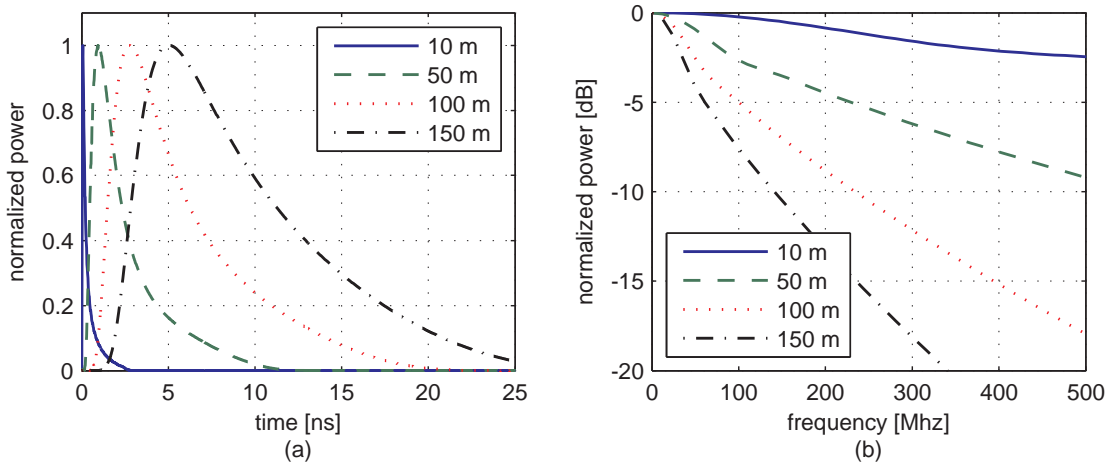 normalized power
1
0.8
0.6
0.4
0.2
0
0
5
10
15
20
25
time [ns]
(a)
10 m
50 m
100 m
150 m
normalized power [dB]
0
-5
-10
-15
-20
0
100
200
300
400
500
frequency [Mhz]
(b)
10 m
50 m
100 m
150 m